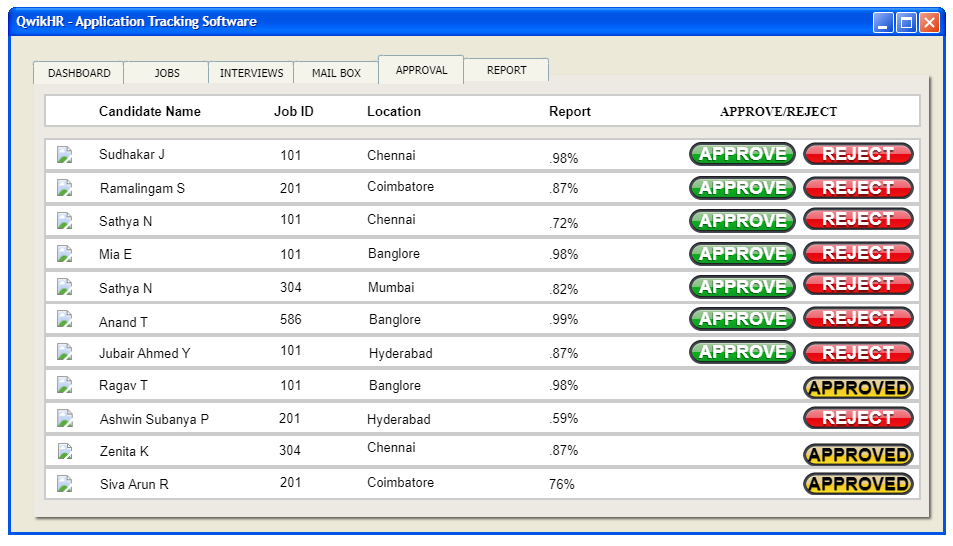 QwikHR - Application Tracking Software
DASHBOARD JOBS INTERVIEWS MAIL BOX APPROVAL REPORT
Candidate Name Job ID Location Report APPROVE/REJECT
Sudhakar J 101 Chennai .98% APPROVE REJECT
Ramalingam S 201 Coimbatore .87% APPROVE REJECT
Sathya N 101 Chennai .72% APPROVE REJECT
Mia E 101 Banglore .98% APPROVE REJECT
Sathya N 304 Mumbai .82% APPROVE REJECT
Anand T 586 Banglore .99% APPROVE REJECT
Jubair Ahmed Y 101 Hyderabad .87% APPROVE REJECT
Ragav T 101 Banglore .98% APPROVED
Ashwin Subanya P 201 Hyderabad .59% REJECT
Zenita K 304 Chennai .87% APPROVED
Siva Arun R 201 Coimbatore 76% APPROVED